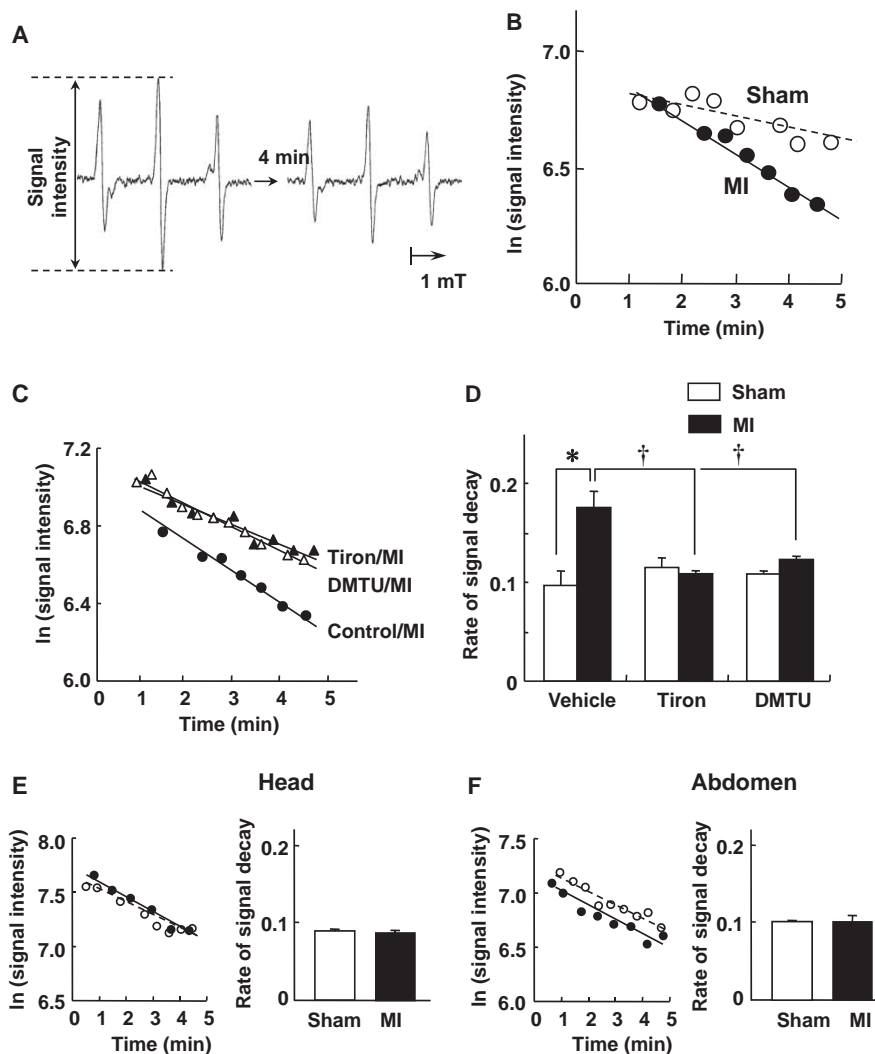 A
Signal
intensity
4 min
1 mT
B
ln (signal intensity)
7.0
6.5
6.0
Sham
MI
0 1 2 3 4 5
Time (min)
C
ln (signal intensity)
7.2
6.8
6.4
6.0
Tiron/MI
DMTU/MI
Control/MI
0 1 2 3 4 5
Time (min)
D
Sham
MI
Rate of signal decay
0.2
0.1
0
* † †
Vehicle Tiron DMTU
E
Head
ln (signal intensity)
8.0
7.5
7.0
6.5
0 1 2 3 4 5
Time (min)
Rate of signal decay
0.2
0.1
0
Sham MI
F
Abdomen
ln (signal intensity)
7.5
7.0
6.5
6.0
0 1 2 3 4 5
Time (min)
Rate of signal decay
0.2
0.1
0
Sham MI